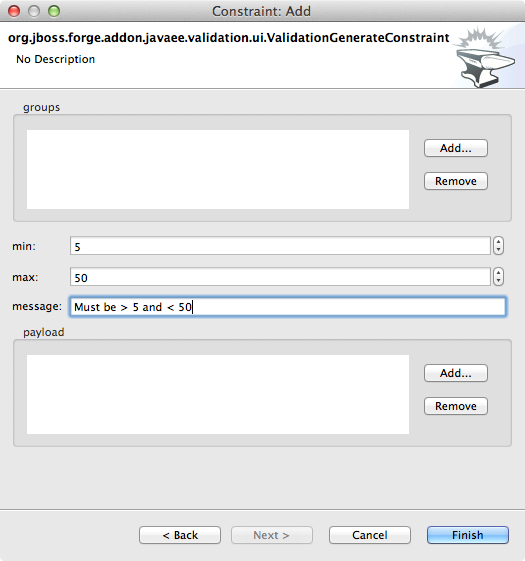 Constraint: Add
org.jboss.forge.addon.javaee.validation.ui.ValidationGenerateConstraint
No Description
groups
Add...
Remove
min: 5
max: 50
message: Must be > 5 and < 50
payload
Add...
Remove
< Back Next > Cancel Finish